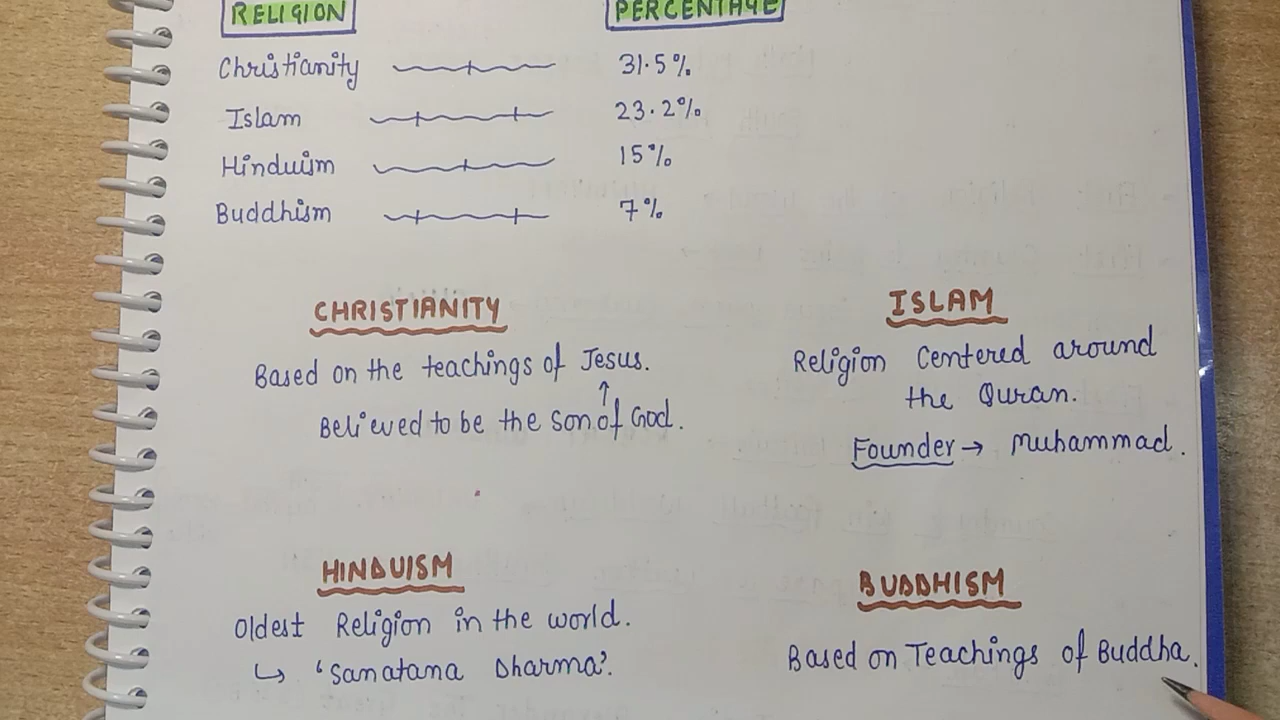 RELIGION PERCENTAGE
Christianity 31.5%
Islam 23.2%
Hinduism 15%
Buddhism 7%
CHRISTIANITY
Based on the teachings of Jesus.
↑
Believed to be the son of God.
ISLAM
Religion Centered around
the Quran.
Founder → Muhammad.
HINDUISM
Oldest Religion in the world.
↳ 'Sanatana Dharma'.
BUDDHISM
Based on Teachings of Buddha.